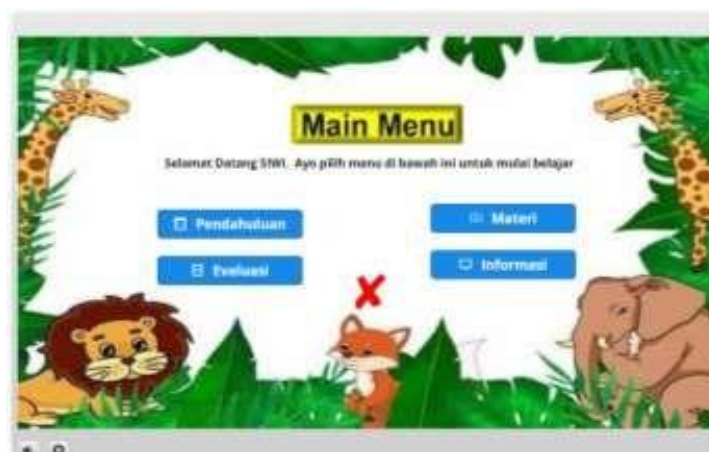 Main Menu
Selamat Datang SIWI. Ayo pilih menu di bawah ini untuk mulai belajar
Pendahuluan
Materi
Evaluasi
Informasi